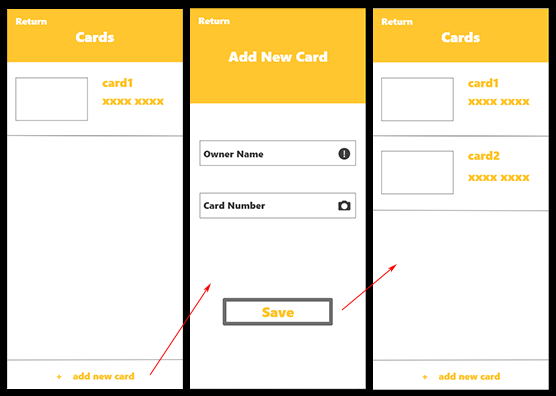 Return
Cards
card1
xxxx xxxx
+ add new card
Return
Add New Card
Owner Name
Card Number
Save
Return
Cards
card1
xxxx xxxx
card2
xxxx xxxx
+ add new card